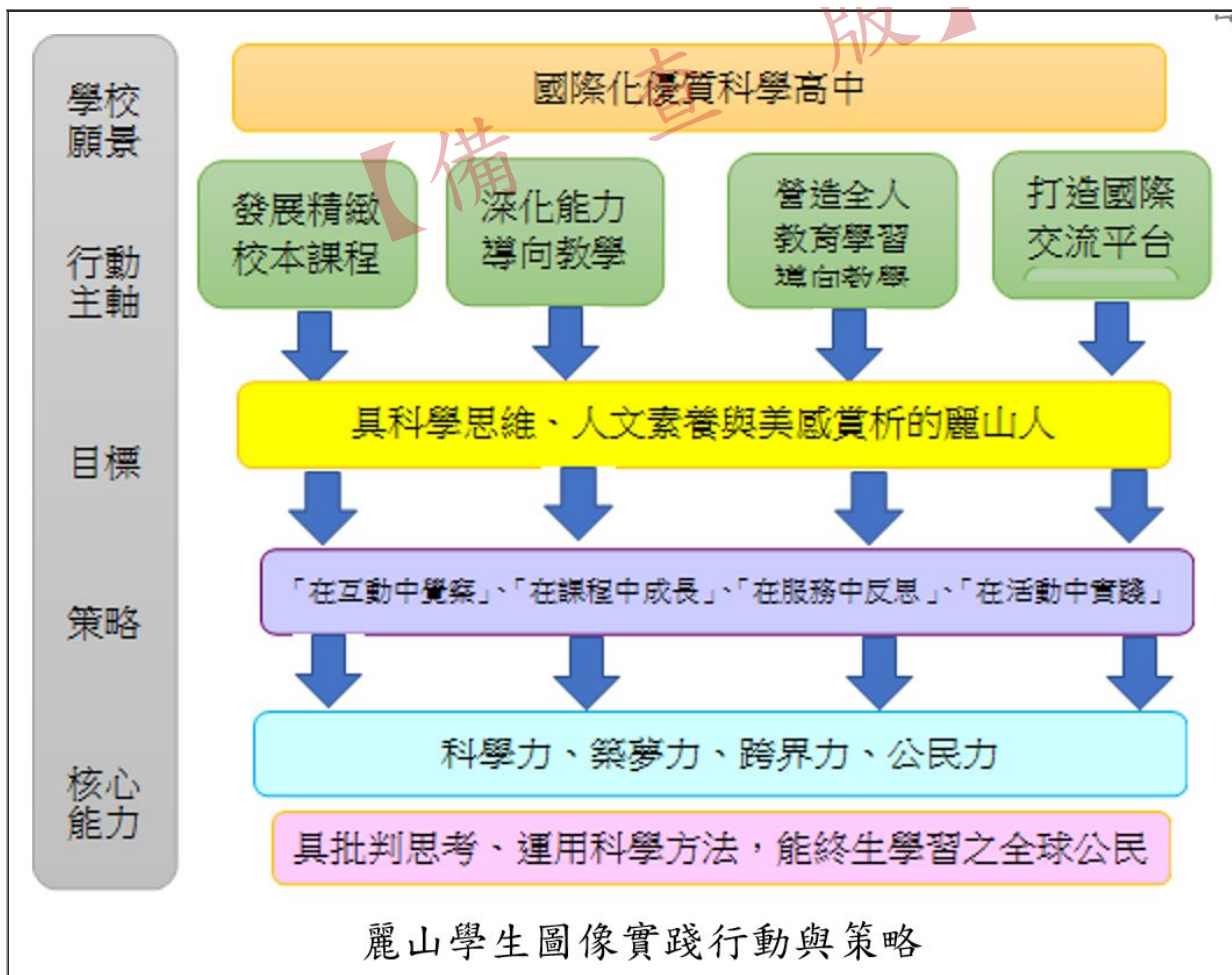 學校
願景
國際化優質科學高中
【備查版】
行動
主軸
發展精緻
校本課程
深化能力
導向教學
營造全人
教育學習
導向教學
打造國際
交流平台
目標
具科學思維、人文素養與美感賞析的麗山人
策略
「在互動中覺察」、「在課程中成長」、「在服務中反思」、「在活動中實踐」
核心
能力
科學力、築夢力、跨界力、公民力
具批判思考、運用科學方法，能終生學習之全球公民
麗山學生圖像實踐行動與策略